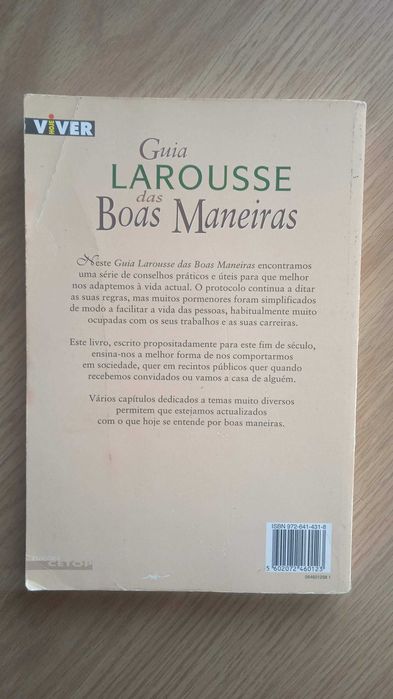 VIVER
HOJE
Guia
LAROUSSE
das
Boas Maneiras
Neste Guia Larousse das Boas Maneiras encontramos
uma série de conselhos práticos e úteis para que melhor
nos adaptemos à vida actual. O protocolo continua a ditar
as suas regras, mas muitos pormenores foram simplificados
de modo a facilitar a vida das pessoas, habitualmente muito
ocupadas com os seus trabalhos e as suas carreiras.
Este livro, escrito propositadamente para este fim de século,
ensina-nos a melhor forma de nos comportarmos
em sociedade, quer em recintos públicos quer quando
recebemos convidados ou vamos a casa de alguém.
Vários capítulos dedicados a temas muito diversos
permitem que estejamos actualizados
com o que hoje se entende por boas maneiras.
ISBN 972-641-431-8
5 602072 460123
CETOP